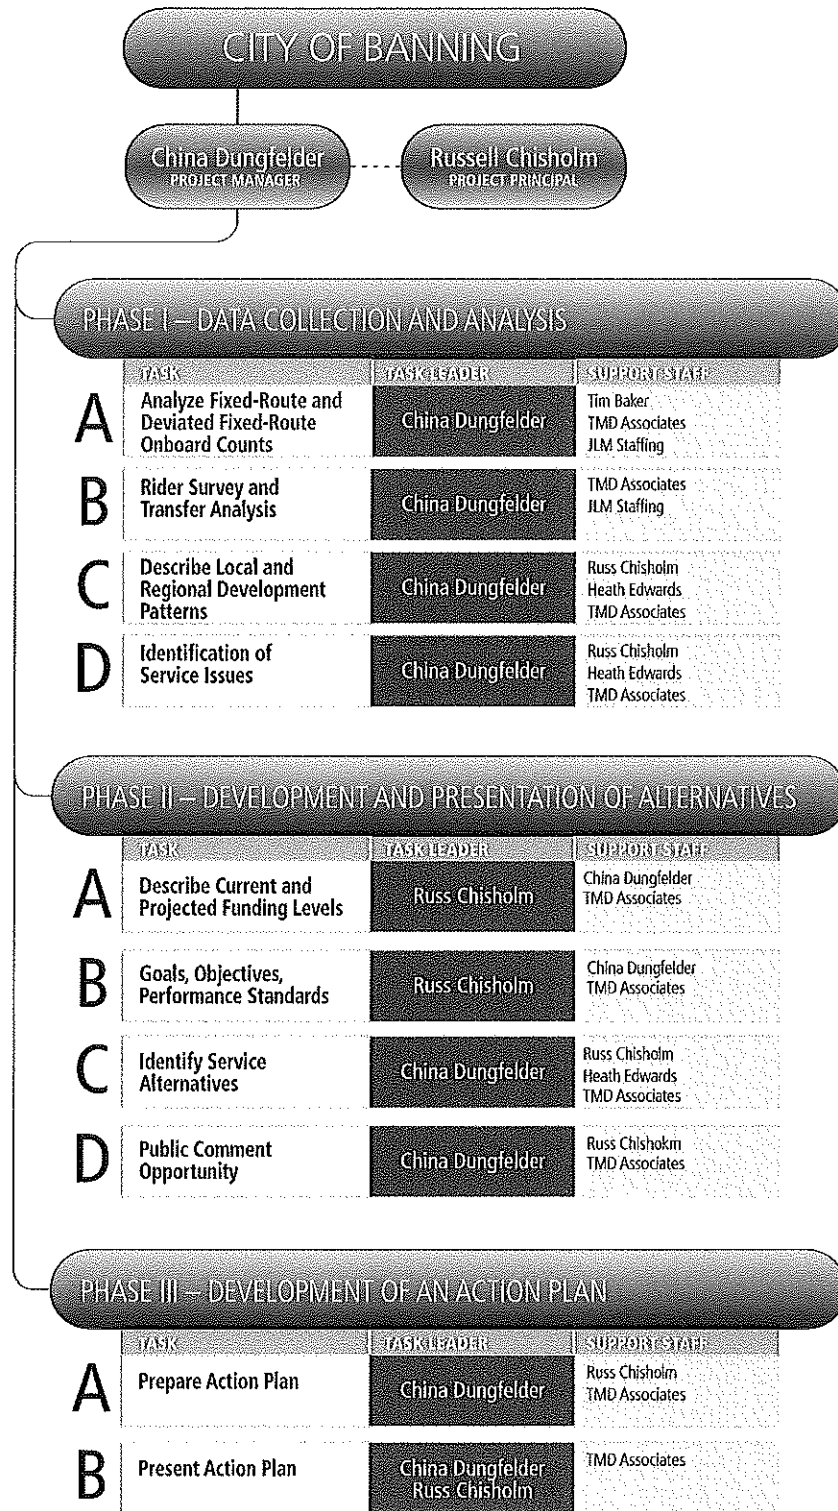 CITY OF BANNING
China Dungfelder
PROJECT MANAGER
Russell Chisholm
PROJECT PRINCIPAL
PHASE I – DATA COLLECTION AND ANALYSIS
TASK TASK LEADER SUPPORT STAFF
A
Analyze Fixed-Route and
Deviated Fixed-Route
Onboard Counts
China Dungfelder
Tim Baker
TMD Associates
JLM Staffing
B
Rider Survey and
Transfer Analysis
China Dungfelder
TMD Associates
JLM Staffing
C
Describe Local and
Regional Development
Patterns
China Dungfelder
Russ Chisholm
Heath Edwards
TMD Associates
D
Identification of
Service Issues
China Dungfelder
Russ Chisholm
Heath Edwards
TMD Associates
PHASE II – DEVELOPMENT AND PRESENTATION OF ALTERNATIVES
TASK TASK LEADER SUPPORT STAFF
A
Describe Current and
Projected Funding Levels
Russ Chisholm
China Dungfelder
TMD Associates
B
Goals, Objectives,
Performance Standards
Russ Chisholm
China Dungfelder
TMD Associates
C
Identify Service
Alternatives
China Dungfelder
Russ Chisholm
Heath Edwards
TMD Associates
D
Public Comment
Opportunity
China Dungfelder
Russ Chishokm
TMD Associates
PHASE III – DEVELOPMENT OF AN ACTION PLAN
TASK TASK LEADER SUPPORT STAFF
A
Prepare Action Plan
China Dungfelder
Russ Chisholm
TMD Associates
B
Present Action Plan
China Dungfelder
Russ Chisholm
TMD Associates